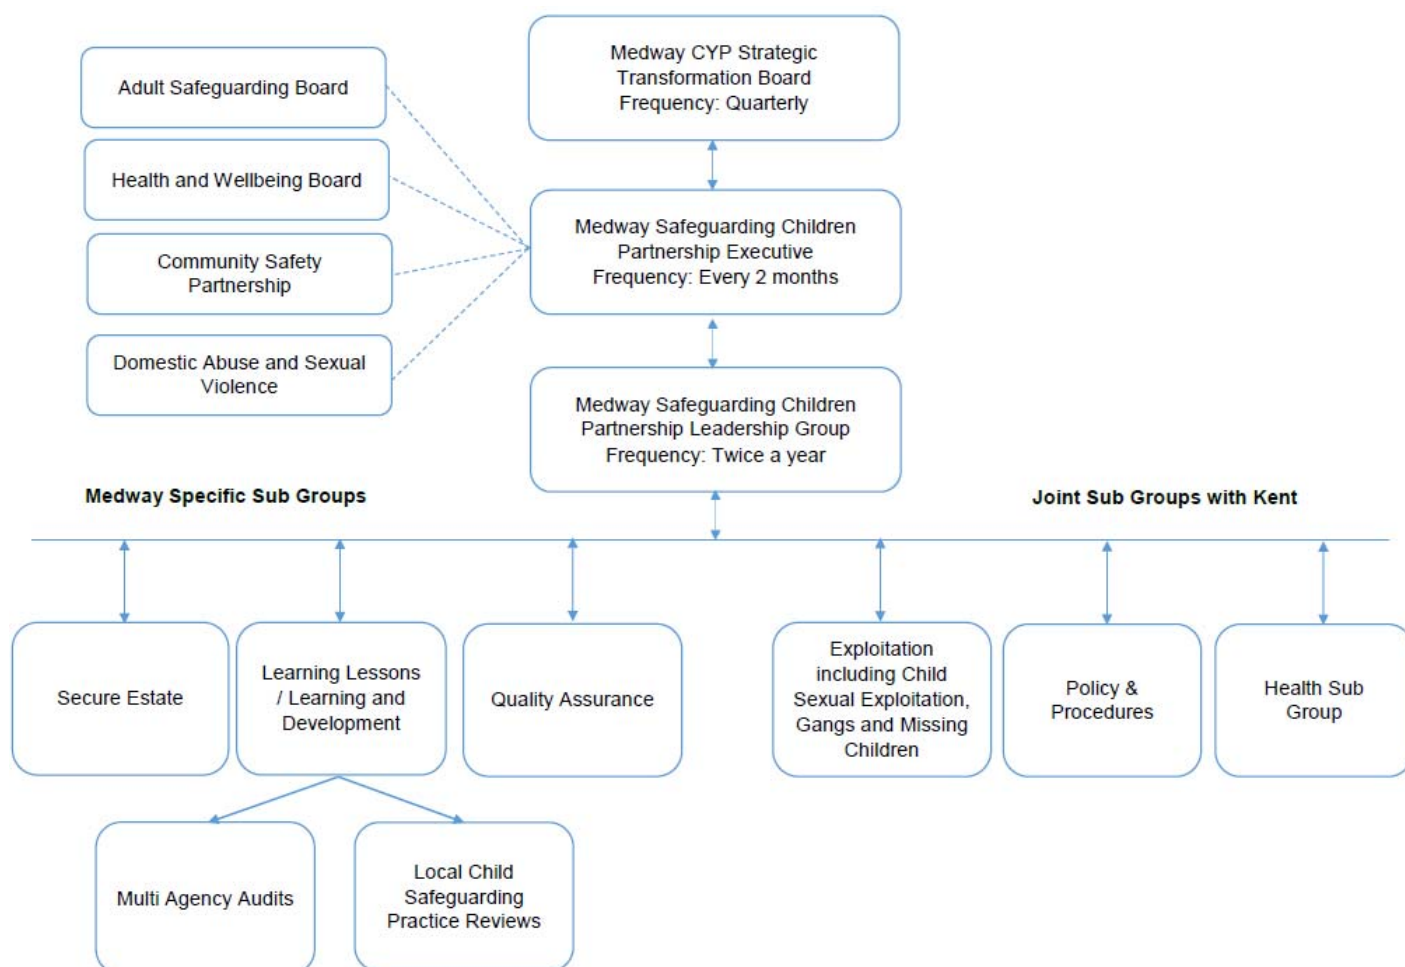 Medway CYP Strategic
Transformation Board
Frequency: Quarterly
Adult Safeguarding Board
Health and Wellbeing Board
Community Safety
Partnership
Domestic Abuse and Sexual
Violence
Medway Safeguarding Children
Partnership Executive
Frequency: Every 2 months
Medway Safeguarding Children
Partnership Leadership Group
Frequency: Twice a year
Medway Specific Sub Groups
Joint Sub Groups with Kent
Secure Estate
Learning Lessons
/ Learning and
Development
Quality Assurance
Exploitation
including Child
Sexual Exploitation,
Gangs and Missing
Children
Policy &
Procedures
Health Sub
Group
Multi Agency Audits
Local Child
Safeguarding
Practice Reviews